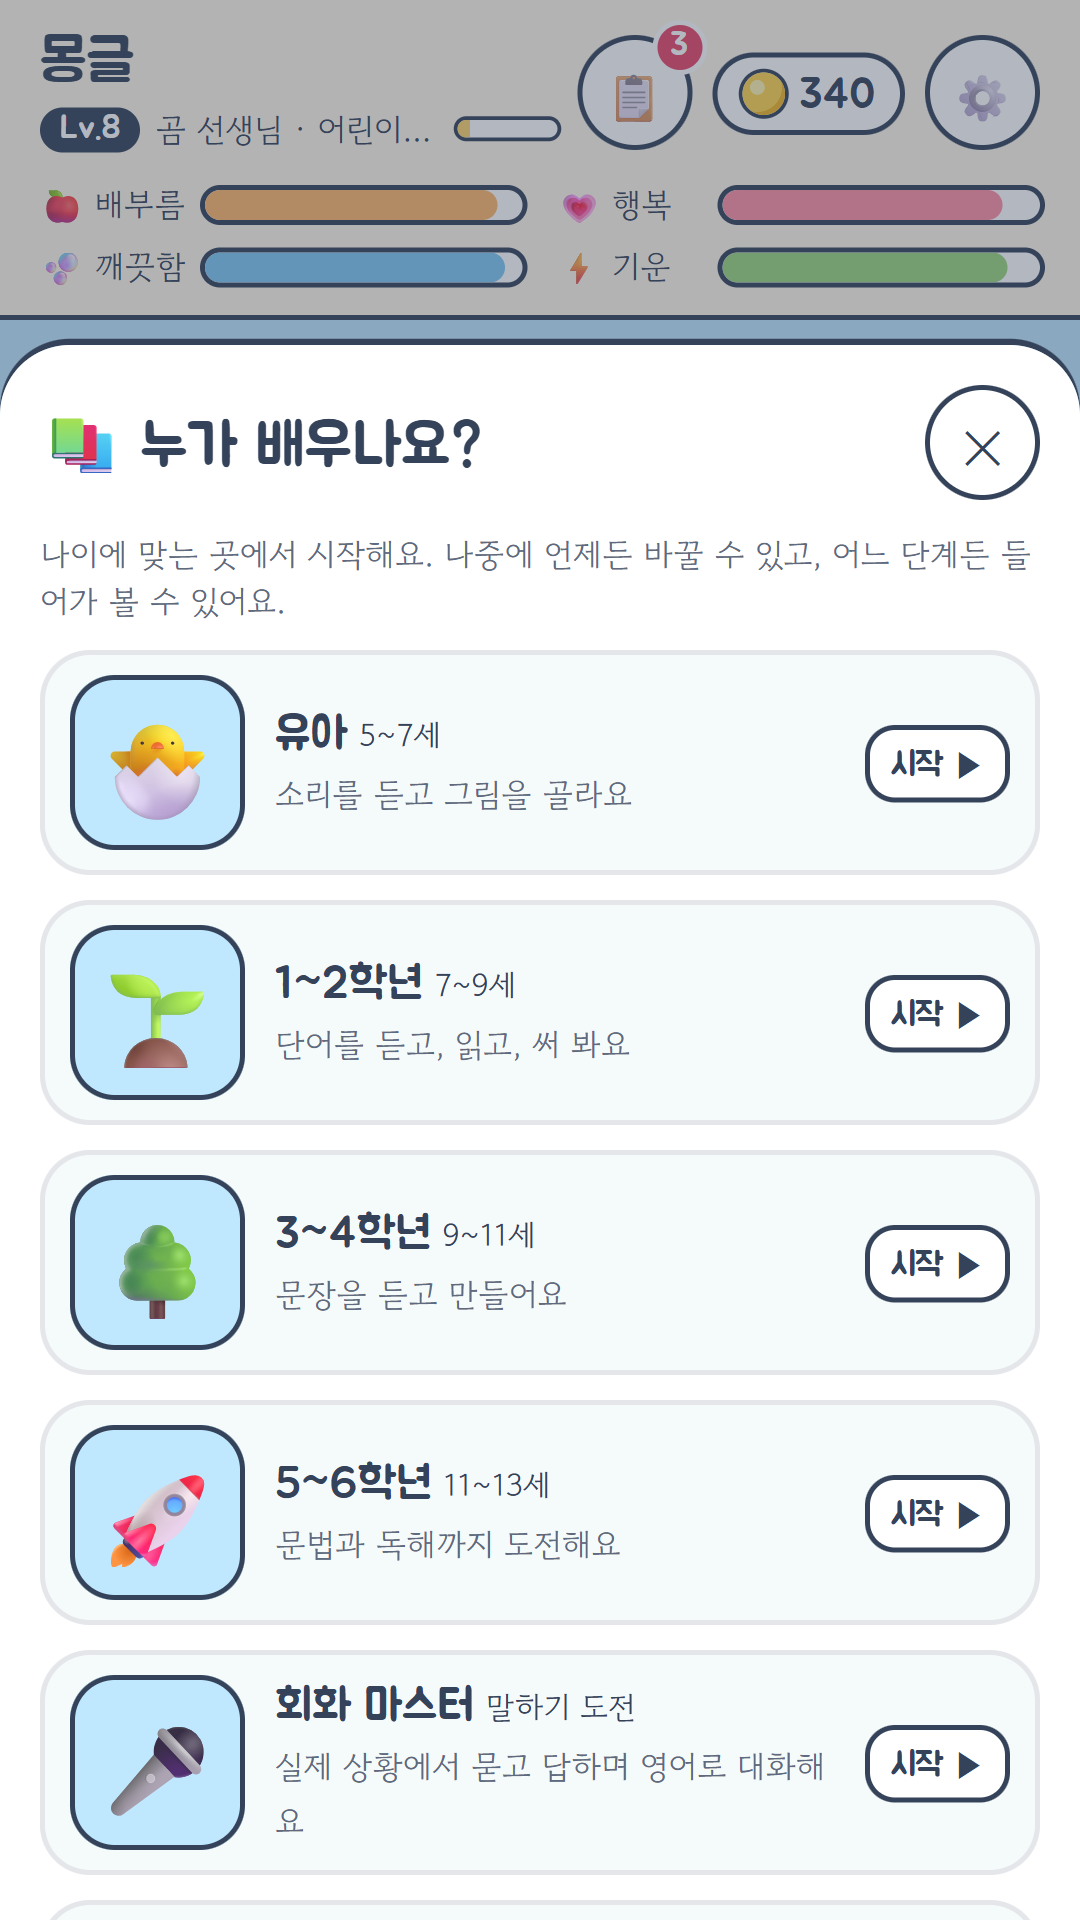 몽글
3
340
Lv.8 곰 선생님 · 어린이...
배부름
행복
깨끗함
기운
누가 배우나요?
나이에 맞는 곳에서 시작해요. 나중에 언제든 바꿀 수 있고, 어느 단계든 들
어가 볼 수 있어요.
유아 5~7세
소리를 듣고 그림을 골라요
시작 ▶
1~2학년 7~9세
단어를 듣고, 읽고, 써 봐요
시작 ▶
3~4학년 9~11세
문장을 듣고 만들어요
시작 ▶
5~6학년 11~13세
문법과 독해까지 도전해요
시작 ▶
회화 마스터 말하기 도전
실제 상황에서 묻고 답하며 영어로 대화해
요
시작 ▶